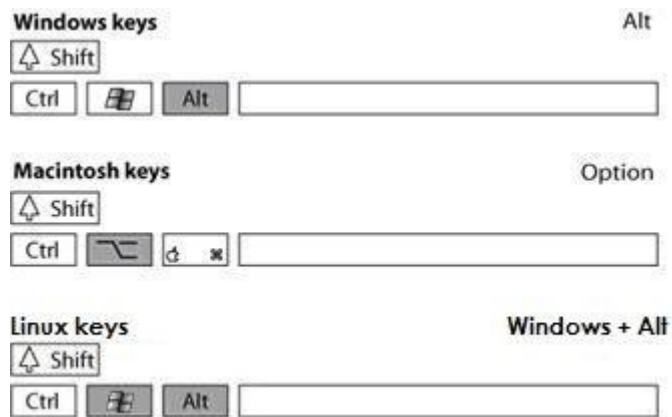 Windows keys Alt
Shift
Ctrl Alt
Macintosh keys Option
Shift
Ctrl ⌥ ⌘
Linux keys Windows + Alt
Shift
Ctrl Alt